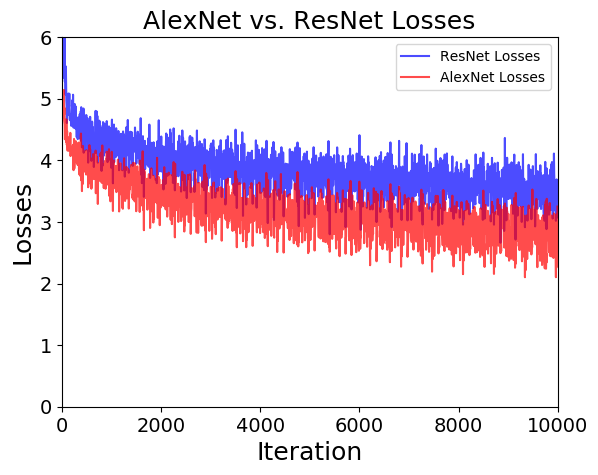 AlexNet vs. ResNet Losses
6
5
4
3
2
1
0
Losses
ResNet Losses
AlexNet Losses
0 2000 4000 6000 8000 10000
Iteration